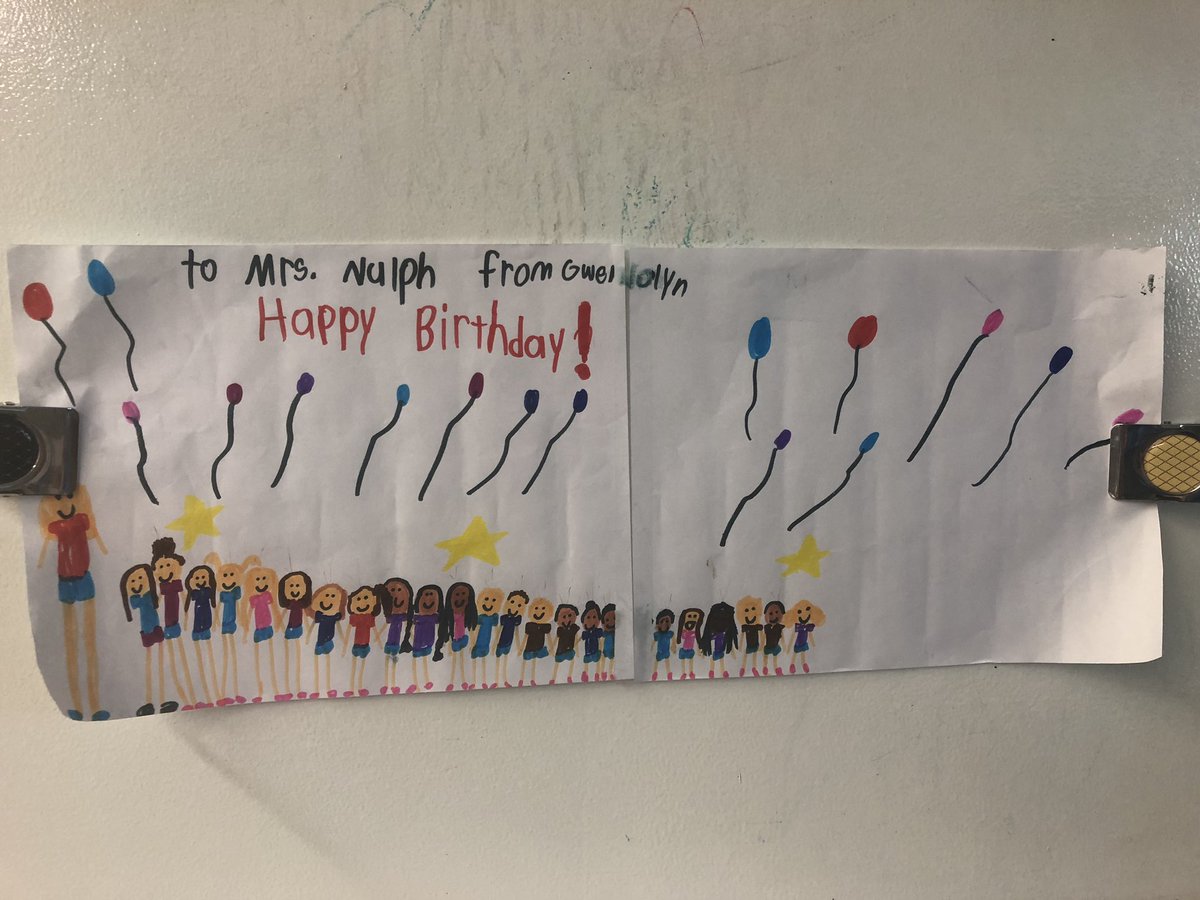 to Mrs. Nulph from Gwendolyn
Happy Birthday!